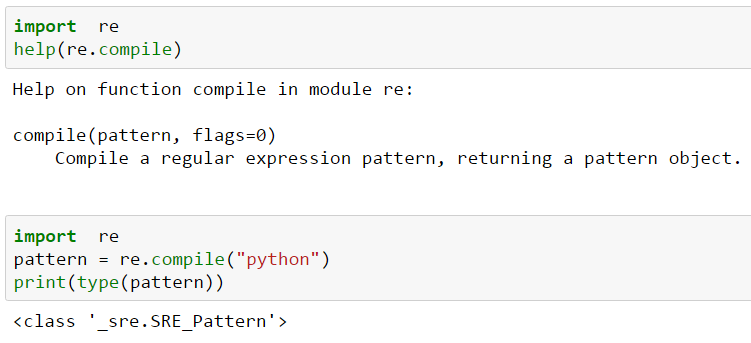 import  re
help(re.compile)
Help on function compile in module re:
compile(pattern, flags=0)
    Compile a regular expression pattern, returning a pattern object.
import  re
pattern = re.compile("python")
print(type(pattern))
<class '_sre.SRE_Pattern'>